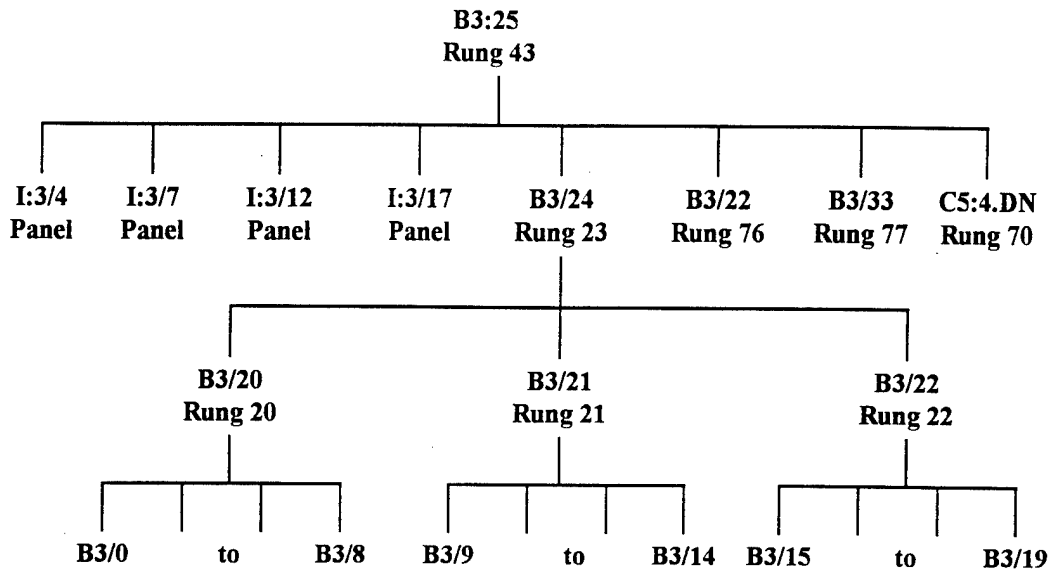 B3:25
Rung 43
I:3/4 I:3/7 I:3/12 I:3/17 B3/24 B3/22 B3/33 C5:4.DN
Panel Panel Panel Panel Rung 23 Rung 76 Rung 77 Rung 70
B3/20 B3/21 B3/22
Rung 20 Rung 21 Rung 22
B3/0 to B3/8 B3/9 to B3/14 B3/15 to B3/19